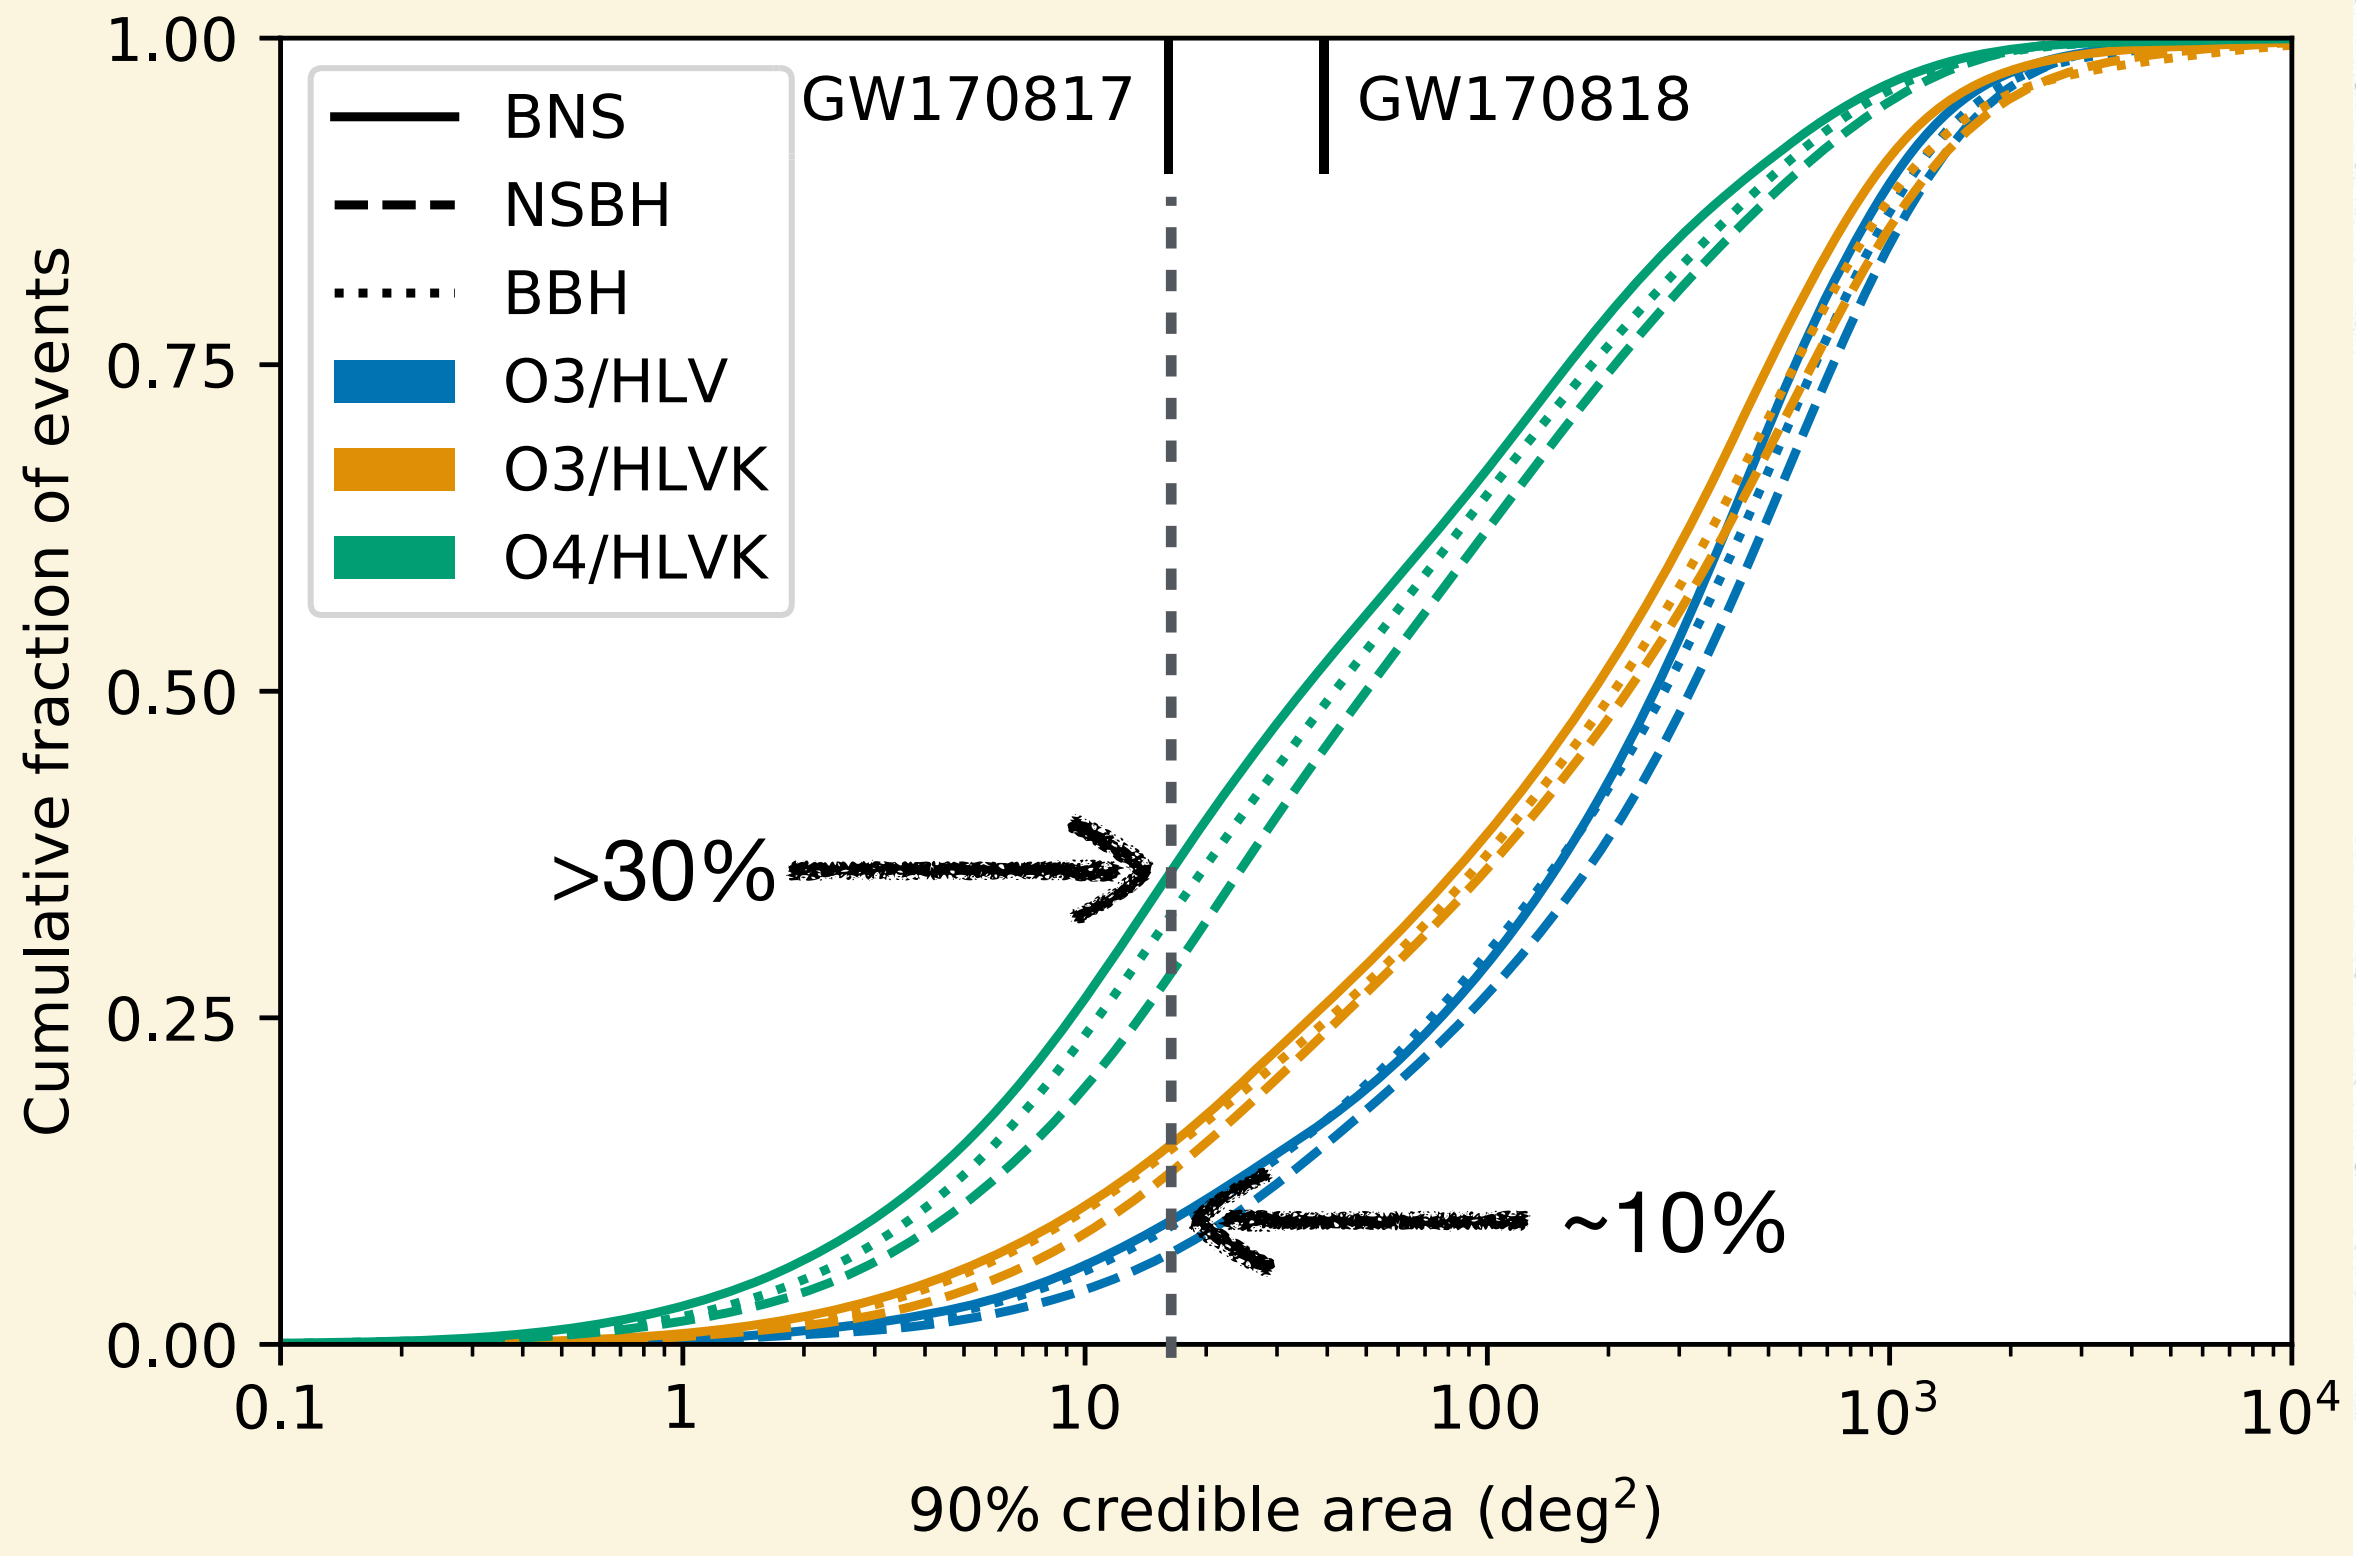 Cumulative fraction of events
1.00
0.75
0.50
0.25
0.00
BNS
NSBH
BBH
O3/HLV
O3/HLVK
O4/HLVK
GW170817
GW170818
>30%
~10%
0.1
1
10
100
10³
10⁴
90% credible area (deg²)